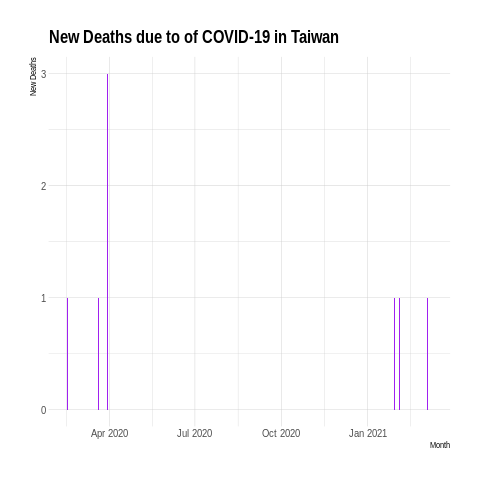 New Deaths due to of COVID-19 in Taiwan
New Deaths
3
2
1
0
Apr 2020
Jul 2020
Oct 2020
Jan 2021
Month